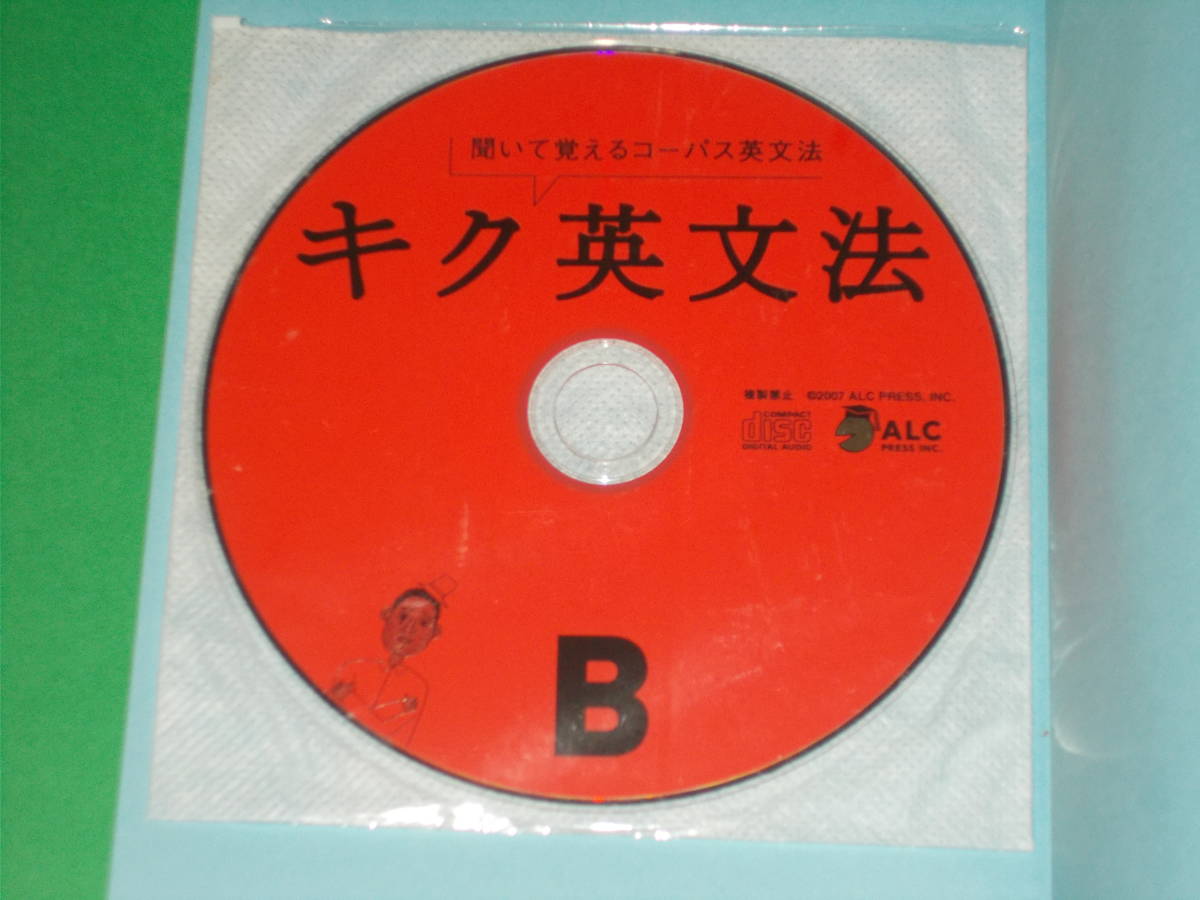 聞いて覚えるコーパス英文法
キク英文法
複製禁止 ©2007 ALC PRESS, INC.
COMPACT
disc
DIGITAL AUDIO
ALC
PRESS INC.
B